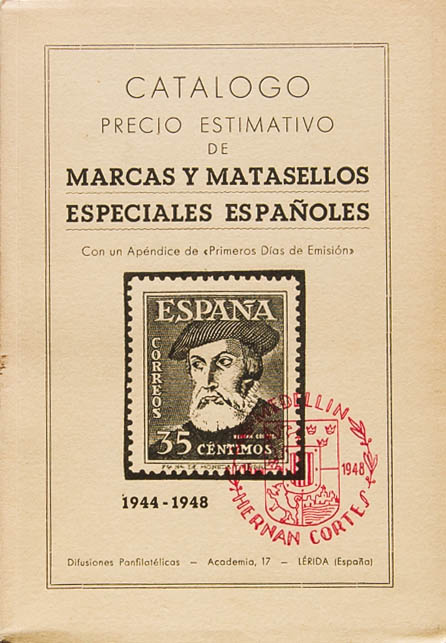 CATALOGO
PRECIO ESTIMATIVO
DE
MARCAS Y MATASELLOS
ESPECIALES ESPAÑOLES
Con un Apéndice de «Primeros Días de Emisión»
ESPAÑA
CORREOS
35 CÉNTIMOS
MEDELLIN
1948
HERNAN CORTES
1944-1948
Difusiones Panfilatélicas — Academia, 17 — LÉRIDA (España)